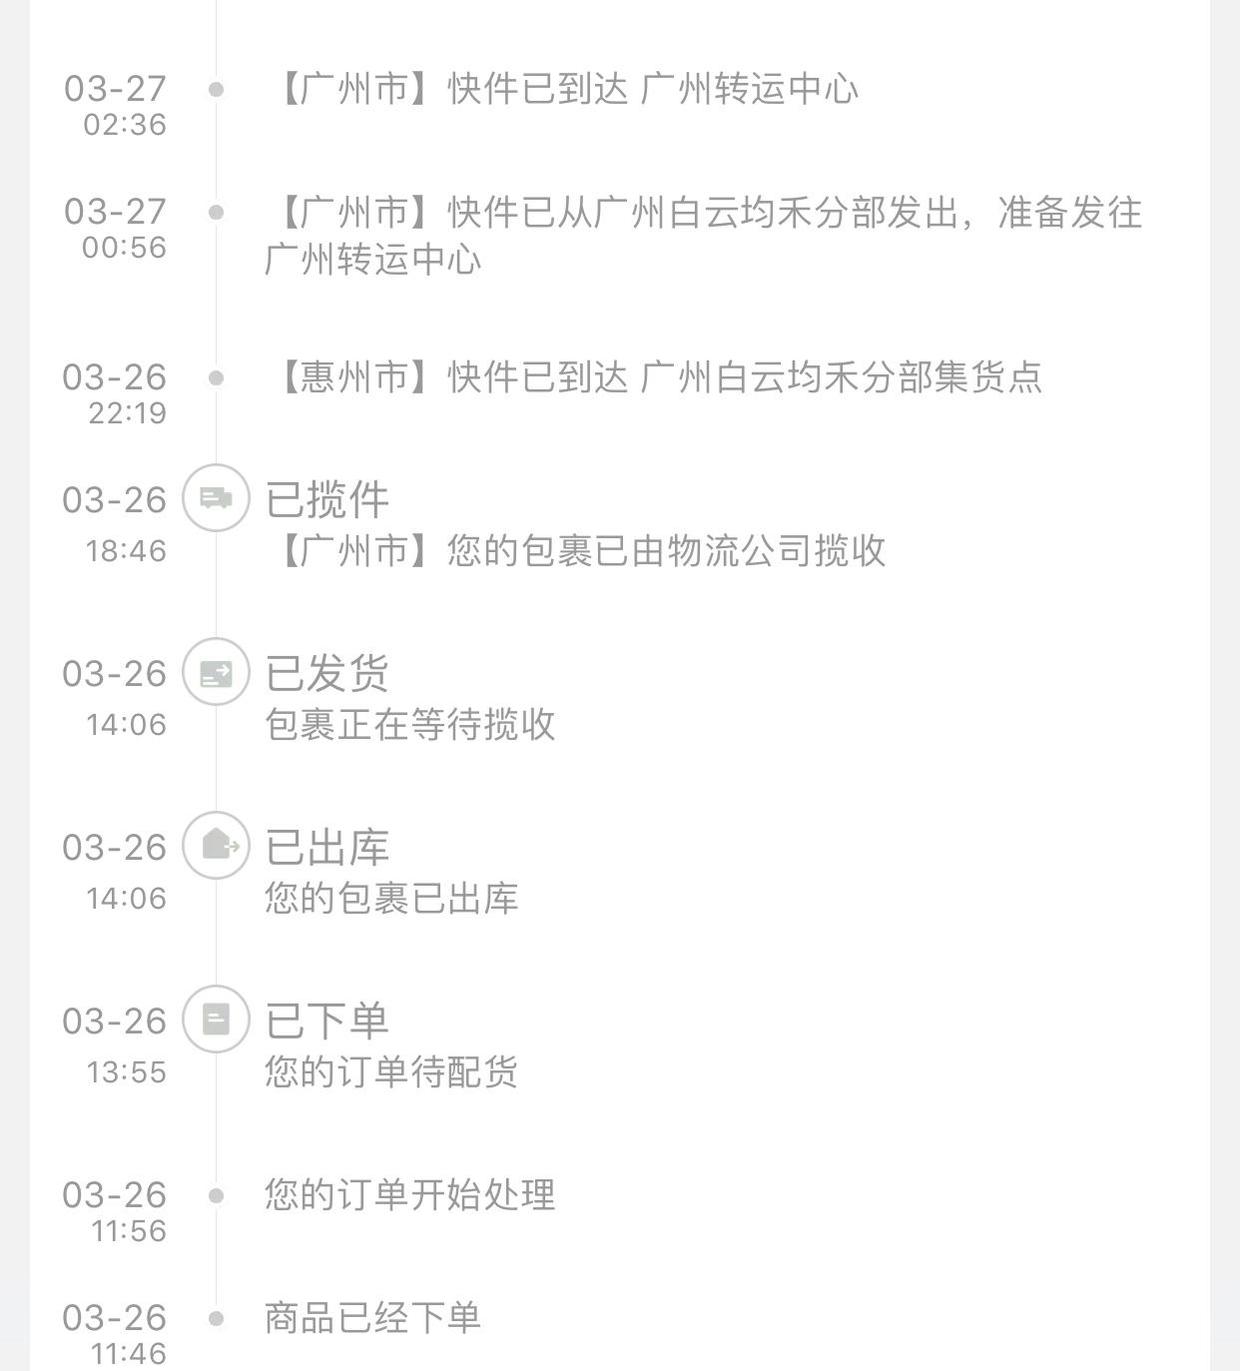 03-27 【广州市】快件已到达 广州转运中心
02:36
03-27 【广州市】快件已从广州白云均禾分部发出，准备发往
00:56
广州转运中心
03-26 【惠州市】快件已到达 广州白云均禾分部集货点
22:19
03-26 已揽件
18:46 【广州市】您的包裹已由物流公司揽收
03-26 已发货
14:06 包裹正在等待揽收
03-26 已出库
14:06 您的包裹已出库
03-26 已下单
13:55 您的订单待配货
03-26 您的订单开始处理
11:56
03-26 商品已经下单
11:46